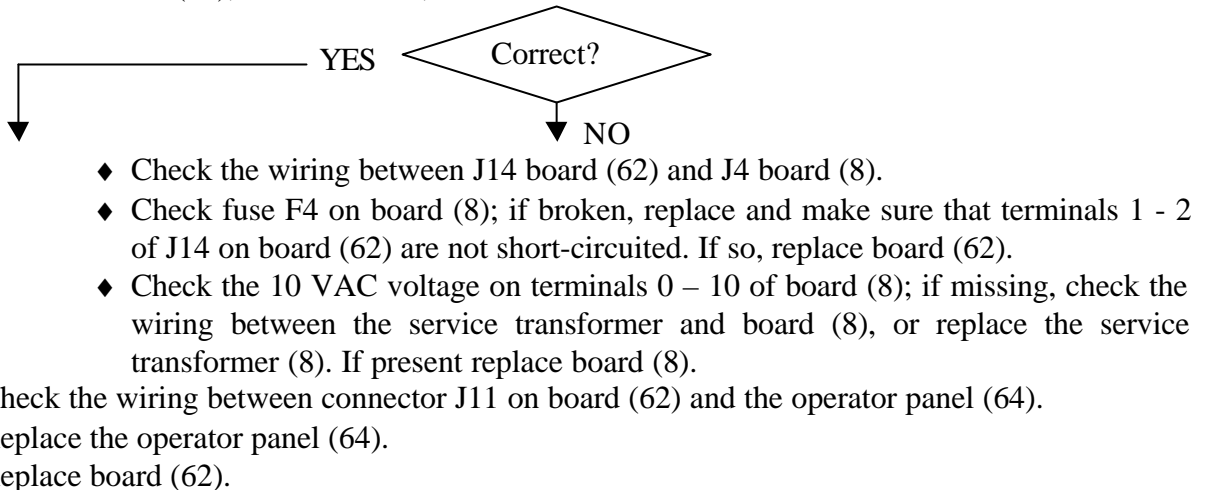 YES Correct?
NO
♦ Check the wiring between J14 board (62) and J4 board (8).
♦ Check fuse F4 on board (8); if broken, replace and make sure that terminals 1 - 2
of J14 on board (62) are not short-circuited. If so, replace board (62).
♦ Check the 10 VAC voltage on terminals 0 – 10 of board (8); if missing, check the
wiring between the service transformer and board (8), or replace the service
transformer (8). If present replace board (8).
heck the wiring between connector J11 on board (62) and the operator panel (64).
eplace the operator panel (64).
eplace board (62).